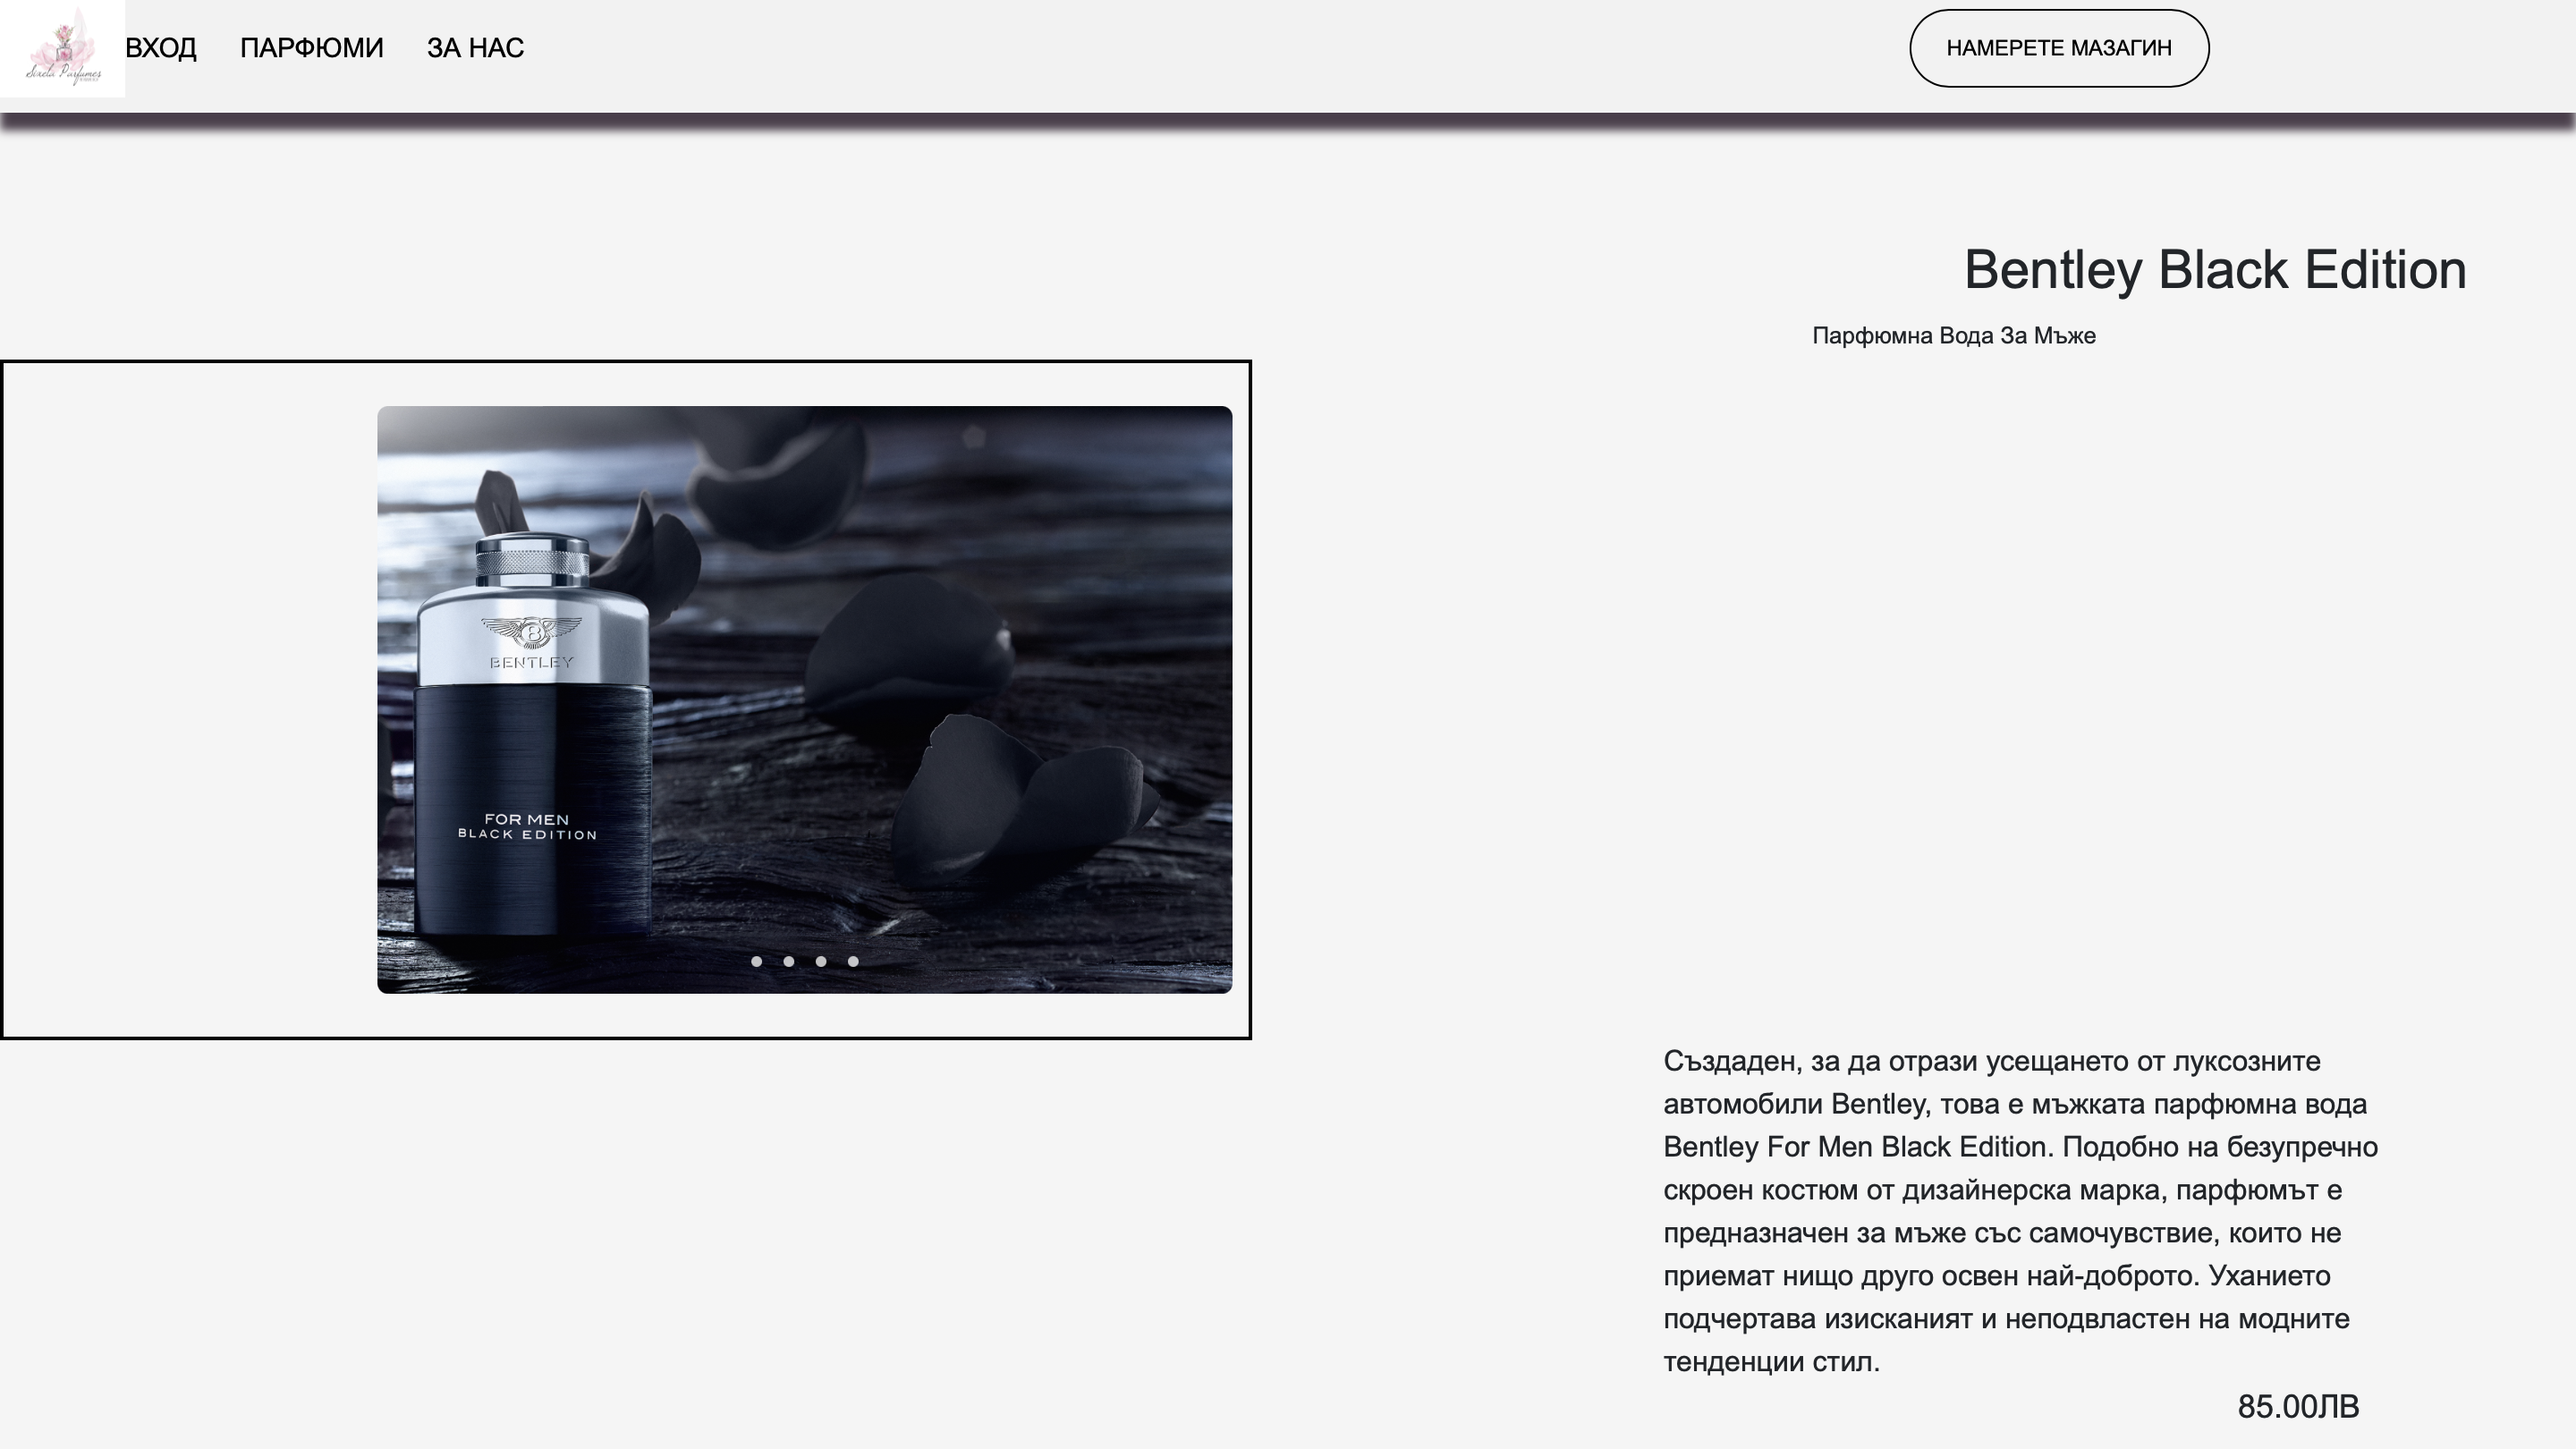 Sixela Parfumes
ВХОД ПАРФЮМИ ЗА НАС
НАМЕРЕТЕ МАЗАГИН
Bentley Black Edition
Парфюмна Вода За Мъже
B
BENTLEY
FOR MEN
BLACK EDITION
Създаден, за да отрази усещането от луксозните
автомобили Bentley, това е мъжката парфюмна вода
Bentley For Men Black Edition. Подобно на безупречно
скроен костюм от дизайнерска марка, парфюмът е
предназначен за мъже със самочувствие, които не
приемат нищо друго освен най-доброто. Уханието
подчертава изисканият и неподвластен на модните
тенденции стил.
85.00ЛВ